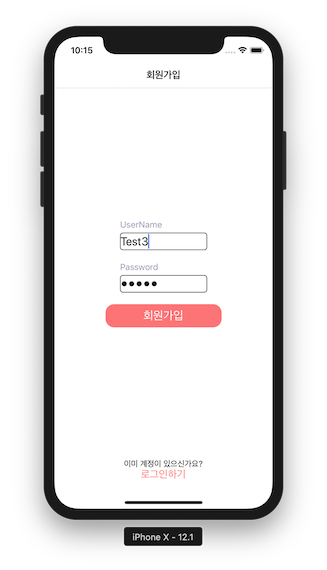 10:15
회원가입
UserName
Test3
Password
●●●●●
회원가입
이미 계정이 있으신가요?
로그인하기
iPhone X - 12.1